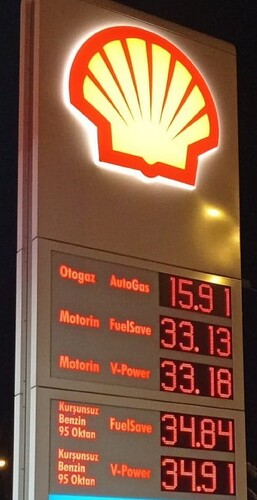 Otogaz AutoGas 15.91
Motorin FuelSave 33.13
Motorin V-Power 33.18
Kurşunsuz
Benzin FuelSave 34.84
95 Oktan
Kurşunsuz
Benzin V-Power 34.91
95 Oktan